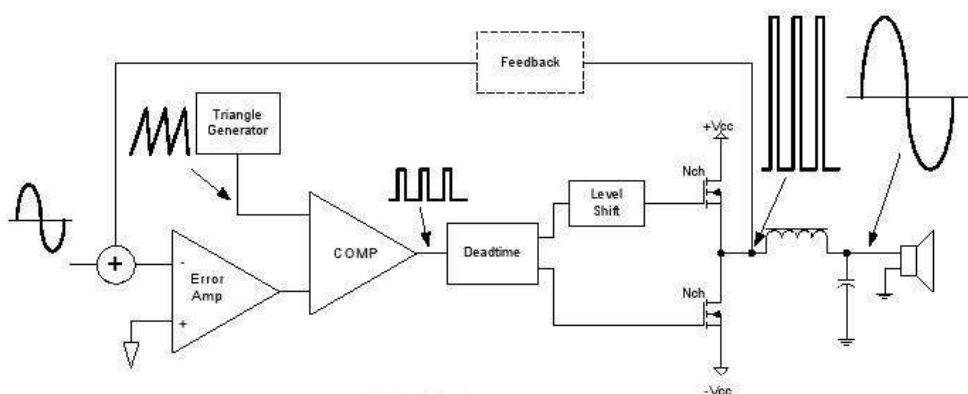 Feedback
Triangle
Generator
+Vcc
Nch
Level
Shift
COMP
Deadtime
+
-
Error
Amp
+
Nch
-Vcc